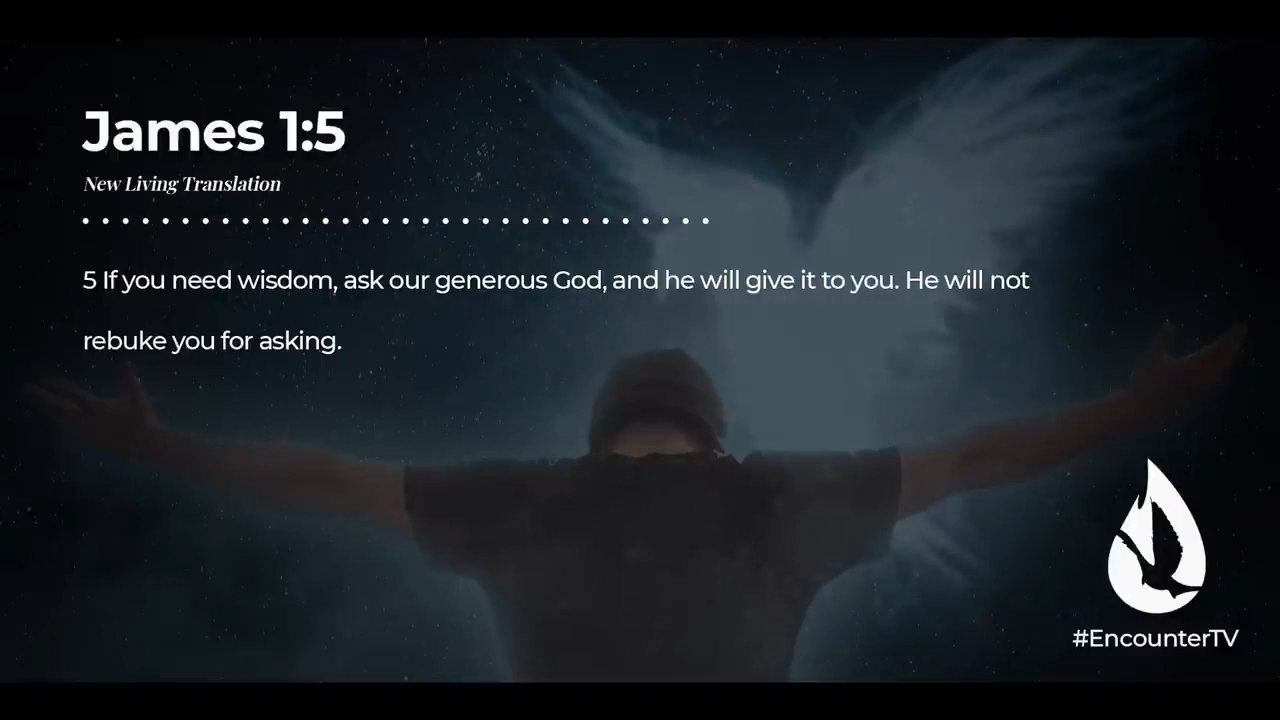 James 1:5
New Living Translation
5 If you need wisdom, ask our generous God, and he will give it to you. He will not
rebuke you for asking.
#EncounterTV